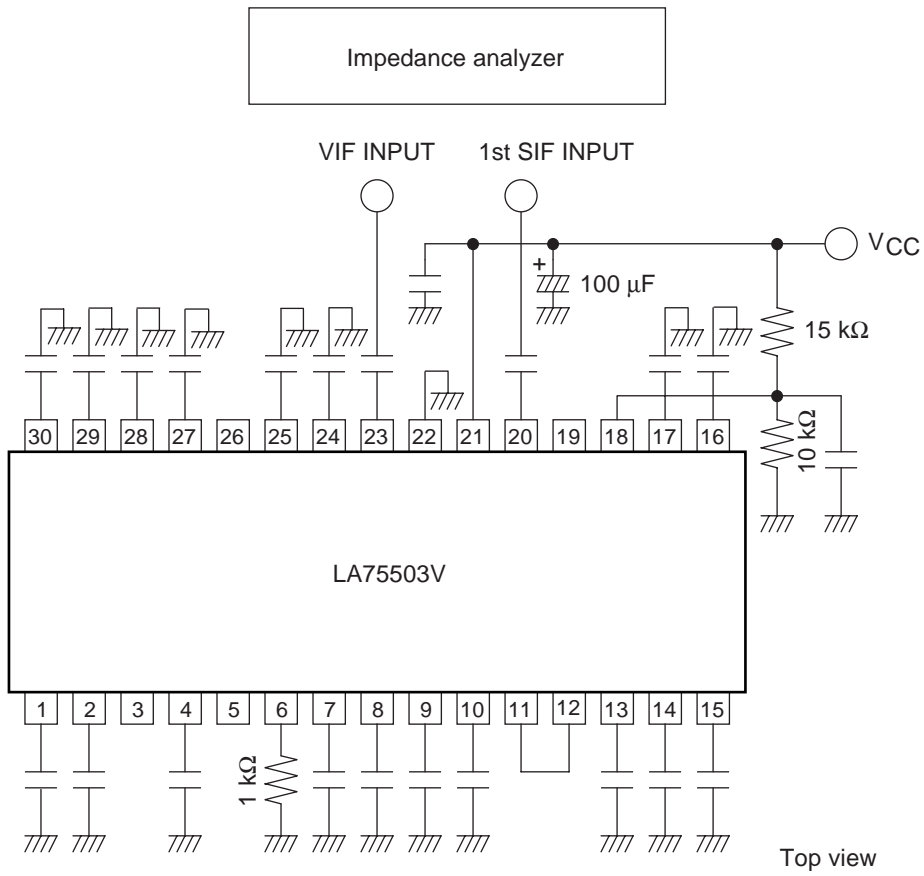 Impedance analyzer
VIF INPUT 1st SIF INPUT
VCC
+
100 μF
15 kΩ
30 29 28 27 26 25 24 23 22 21 20 19 18 17 16
10 kΩ
LA75503V
1 2 3 4 5 6 7 8 9 10 11 12 13 14 15
1 kΩ
Top view